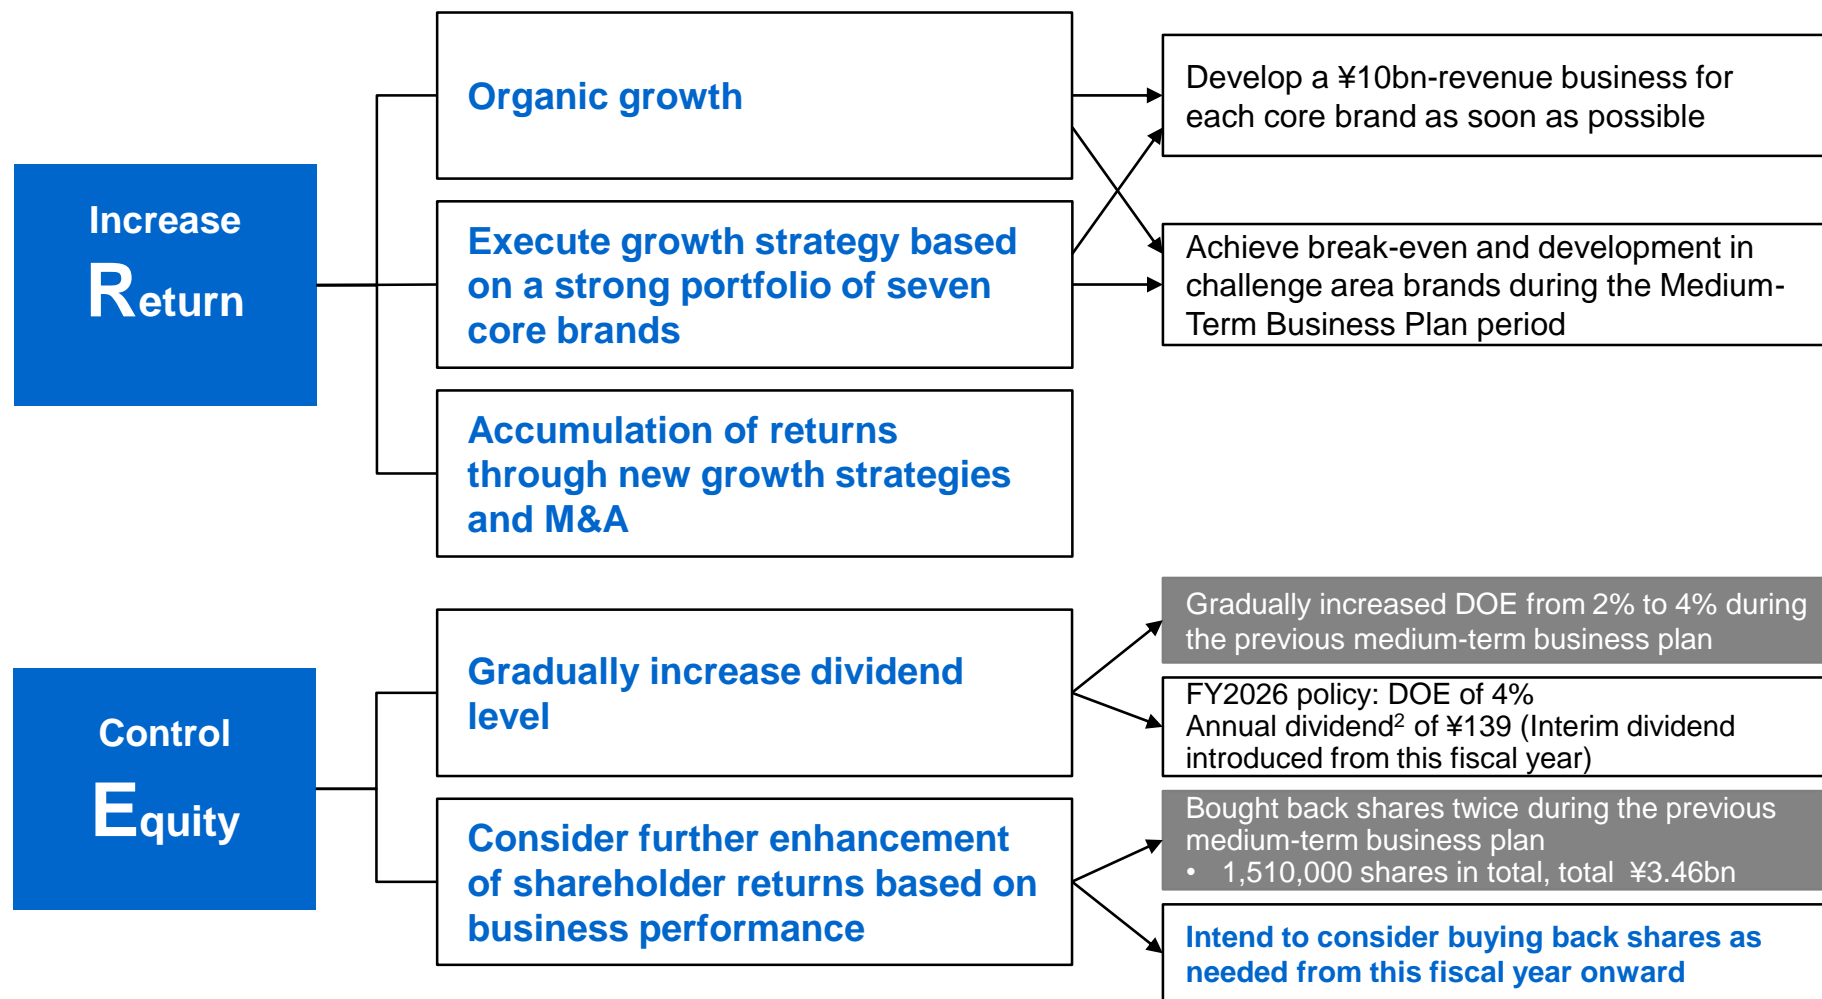 Increase
Return
Organic growth
Execute growth strategy based
on a strong portfolio of seven
core brands
Accumulation of returns
through new growth strategies
and M&A
Develop a ¥10bn-revenue business for
each core brand as soon as possible
Achieve break-even and development in
challenge area brands during the Medium-
Term Business Plan period
Control
Equity
Gradually increase dividend
level
Consider further enhancement
of shareholder returns based on
business performance
Gradually increased DOE from 2% to 4% during
the previous medium-term business plan
FY2026 policy: DOE of 4%
Annual dividend² of ¥139 (Interim dividend
introduced from this fiscal year)
Bought back shares twice during the previous
medium-term business plan
• 1,510,000 shares in total, total ¥3.46bn
Intend to consider buying back shares as
needed from this fiscal year onward